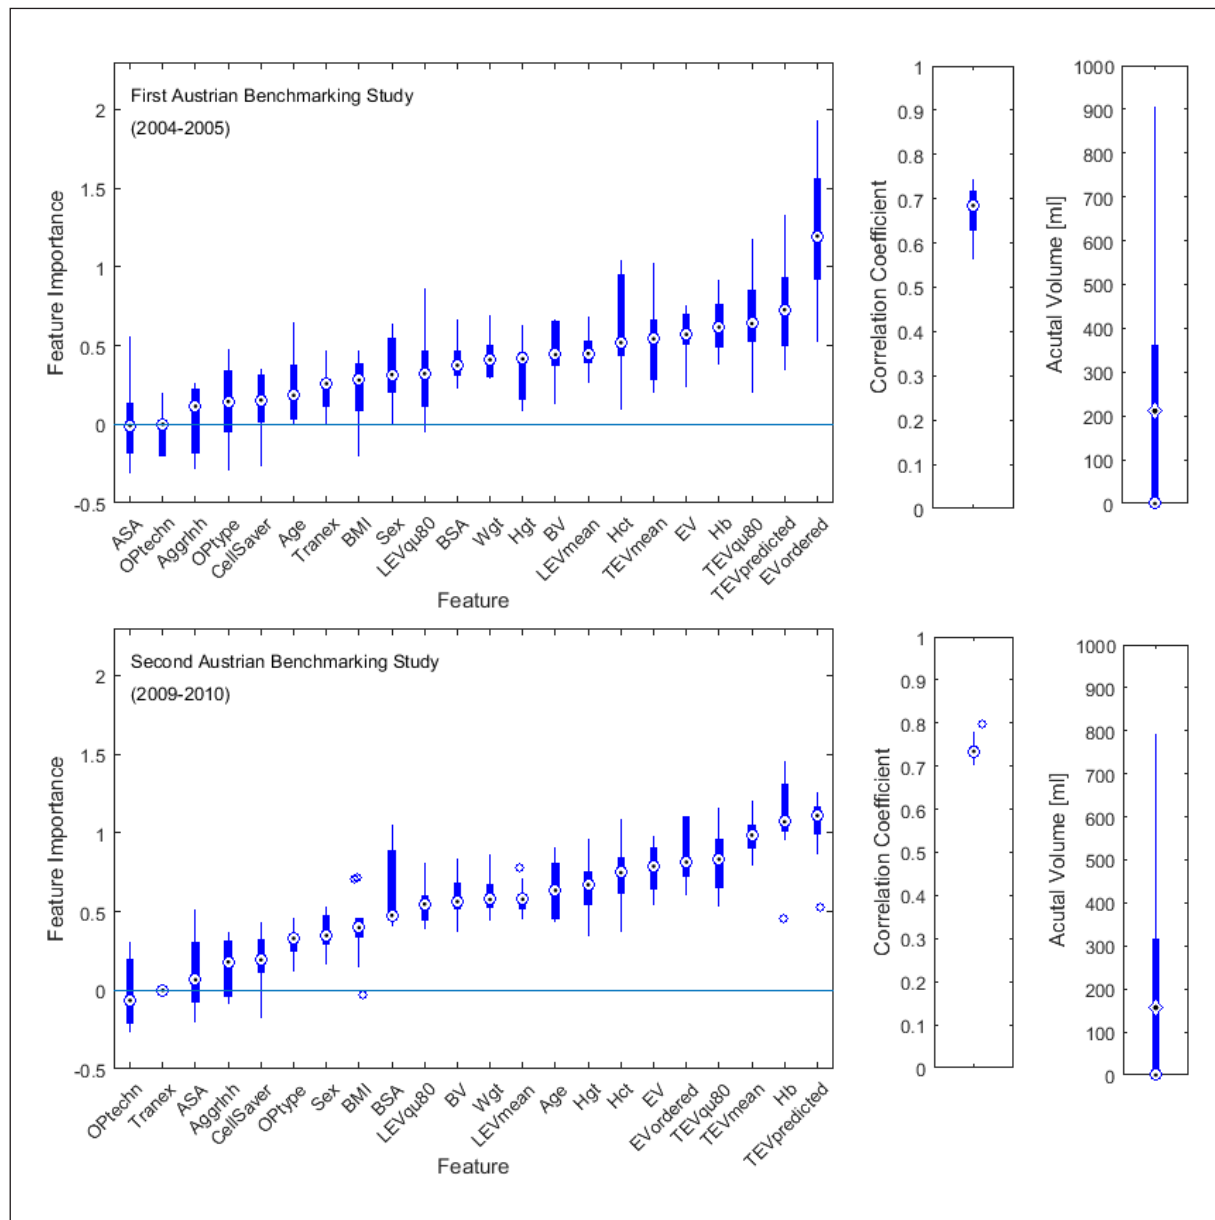 First Austrian Benchmarking Study
(2004-2005)
Feature Importance
2
1.5
1
0.5
0
-0.5
ASA
OPtechn
AggrInh
OPtype
CellSaver
Age
Tranex
BMI
Sex
LEVqu80
BSA
Wgt
Hgt
BV
LEVmean
Hct
TEVmean
EV
Hb
TEVqu80
TEVpredicted
EVordered
Feature
Correlation Coefficient
1
0.9
0.8
0.7
0.6
0.5
0.4
0.3
0.2
0.1
0
Acutal Volume [ml]
1000
900
800
700
600
500
400
300
200
100
0
Second Austrian Benchmarking Study
(2009-2010)
Feature Importance
2
1.5
1
0.5
0
-0.5
OPtechn
Tranex
ASA
AggrInh
CellSaver
OPtype
Sex
BMI
BSA
LEVqu80
BV
Wgt
LEVmean
Age
Hgt
Hct
EV
EVordered
TEVqu80
TEVmean
Hb
TEVpredicted
Feature
Correlation Coefficient
1
0.9
0.8
0.7
0.6
0.5
0.4
0.3
0.2
0.1
0
Acutal Volume [ml]
1000
900
800
700
600
500
400
300
200
100
0